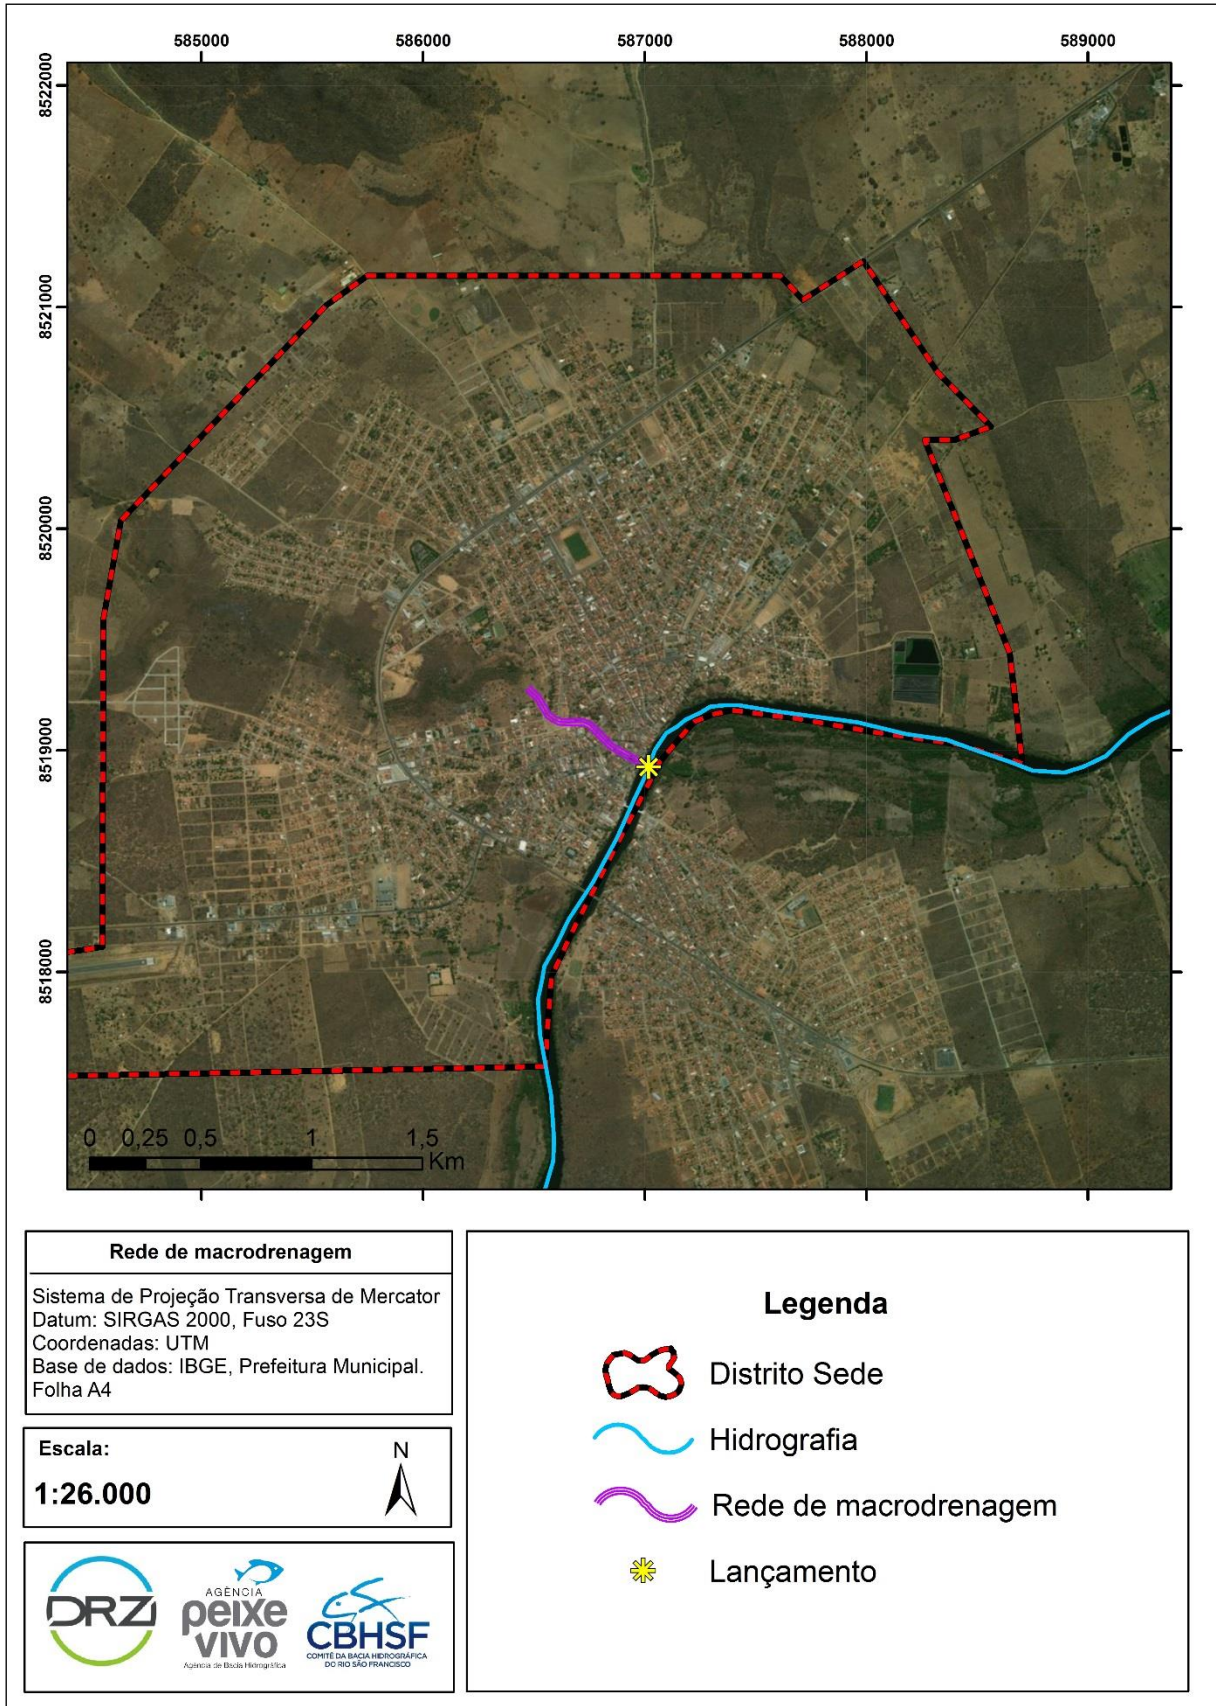 585000 586000 587000 588000 589000
8522000
8521000
8520000
8519000
8518000
0 0,25 0,5 1 1,5
Km
Rede de macrodrenagem
Sistema de Projeção Transversa de Mercator
Datum: SIRGAS 2000, Fuso 23S
Coordenadas: UTM
Base de dados: IBGE, Prefeitura Municipal.
Folha A4
Escala:
1:26.000
N
DRZ
AGÊNCIA
peixe
vivo
Agência de Bacia Hidrográfica
CBHSF
COMITÊ DA BACIA HIDROGRÁFICA
DO RIO SÃO FRANCISCO
Legenda
Distrito Sede
Hidrografia
Rede de macrodrenagem
Lançamento